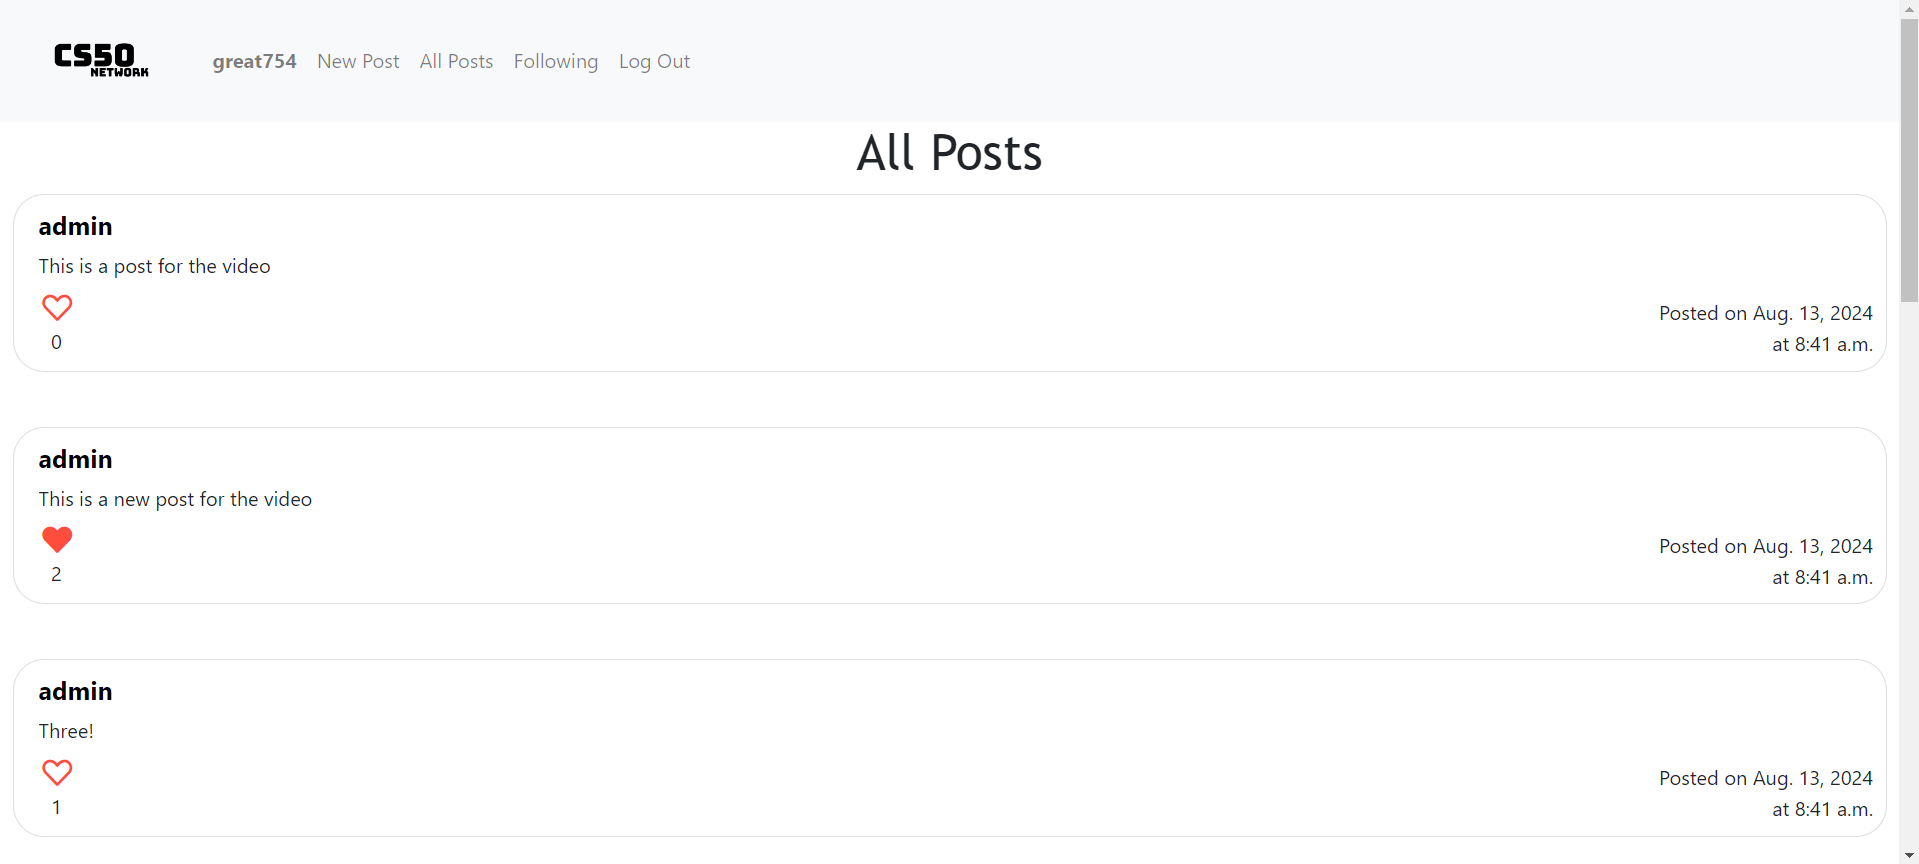 CS50
NETWORK
great754 New Post All Posts Following Log Out
All Posts
admin
This is a post for the video
0
Posted on Aug. 13, 2024
at 8:41 a.m.
admin
This is a new post for the video
2
Posted on Aug. 13, 2024
at 8:41 a.m.
admin
Three!
1
Posted on Aug. 13, 2024
at 8:41 a.m.